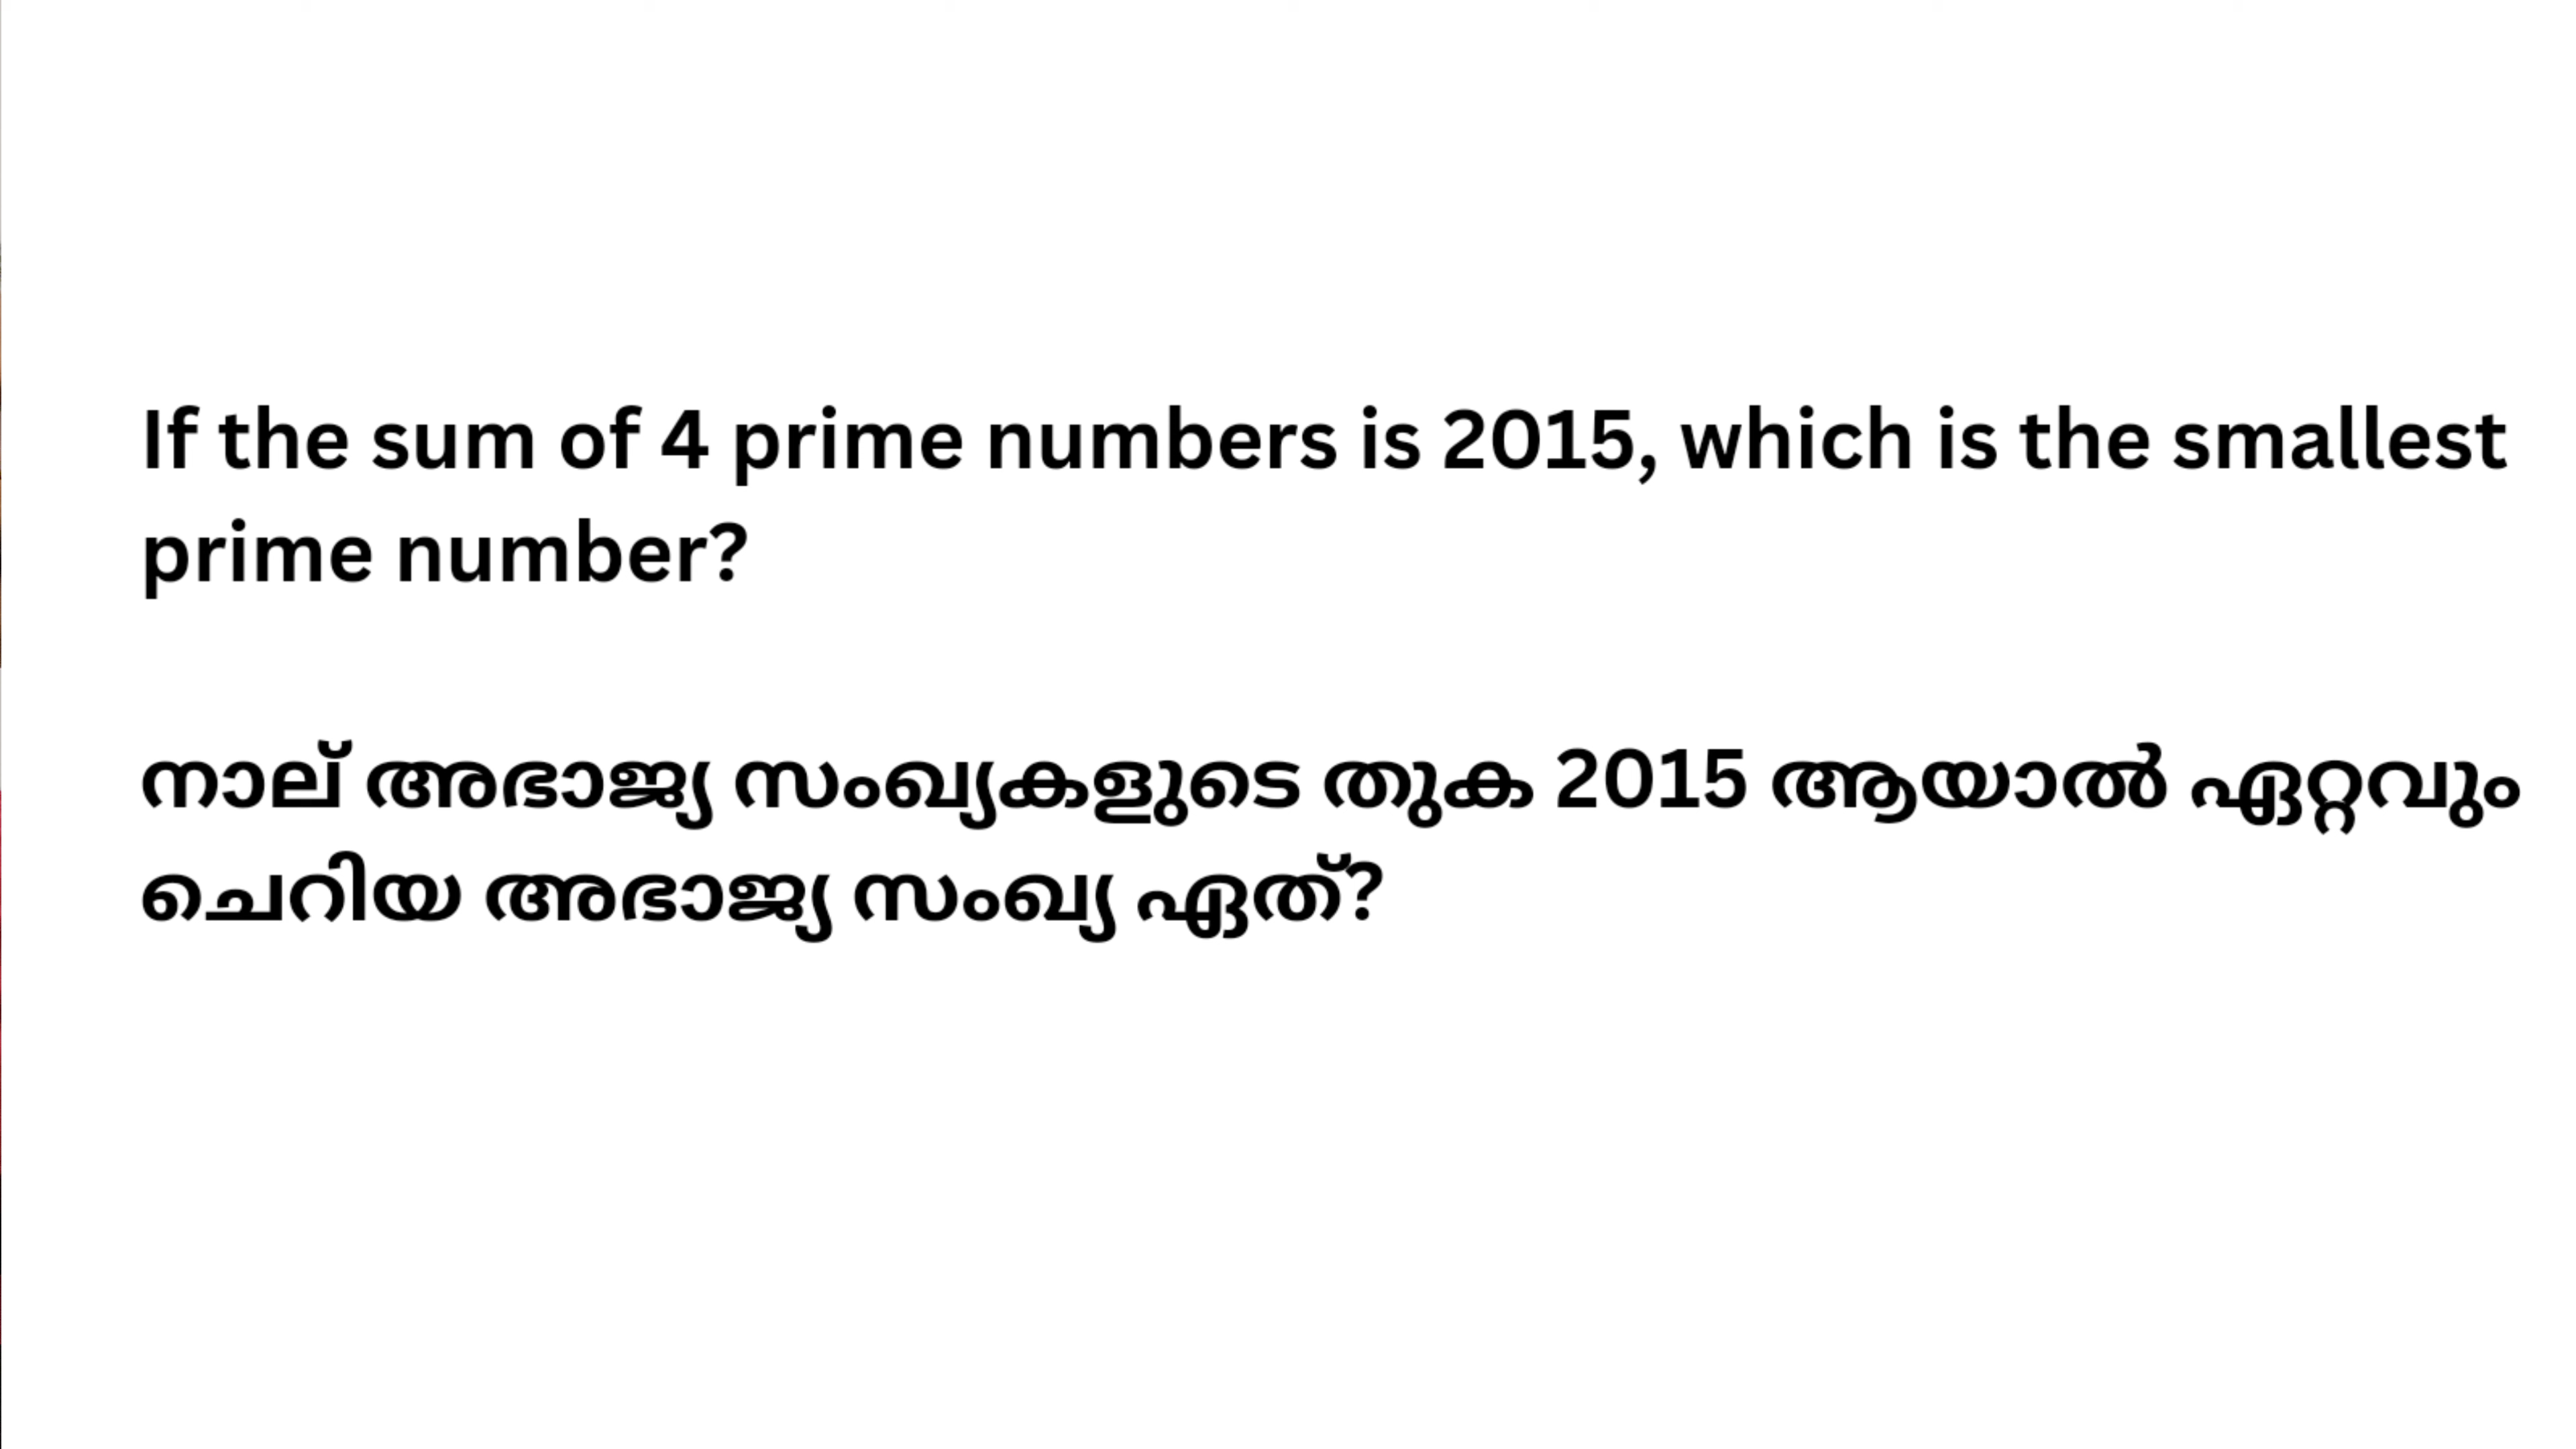 If the sum of 4 prime numbers is 2015, which is the smallest
prime number?
നാല് അഭാജ്യ സംഖ്യകളുടെ തുക 2015 ആയാൽ ഏറ്റവും
ചെറിയ അഭാജ്യ സംഖ്യ ഏത്?